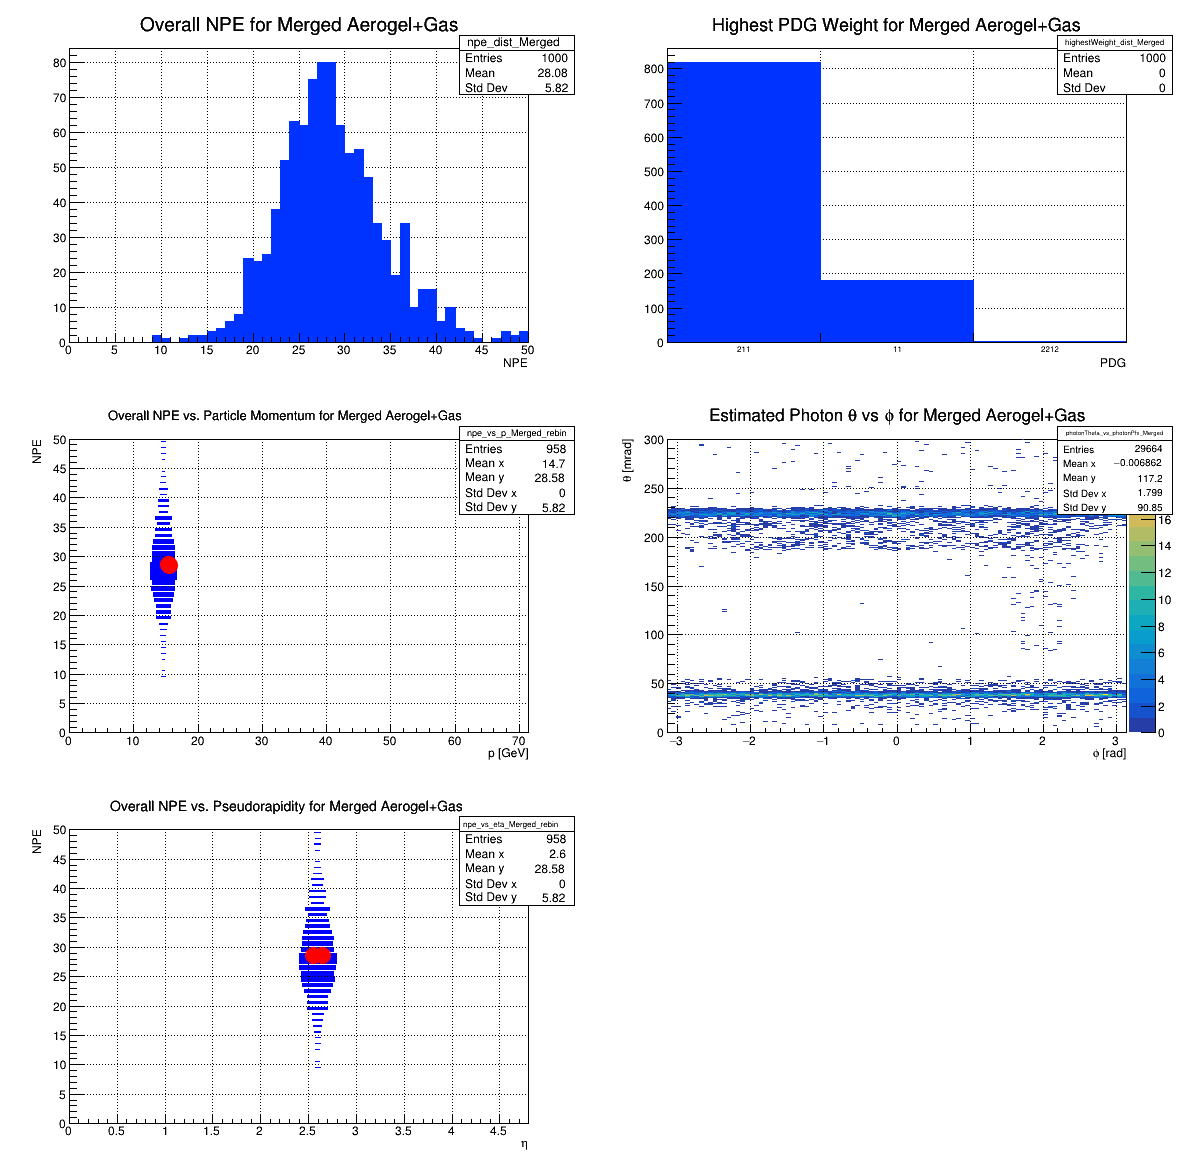 Overall NPE for Merged Aerogel+Gas
npe_dist_Merged
Entries 1000
Mean 28.08
Std Dev 5.82
80
70
60
50
40
30
20
10
0
0 5 10 15 20 25 30 35 40 45 50
NPE
Highest PDG Weight for Merged Aerogel+Gas
highestWeight_dist_Merged
Entries 1000
Mean 0
Std Dev 0
800
700
600
500
400
300
200
100
0
211 11 2212
PDG
Overall NPE vs. Particle Momentum for Merged Aerogel+Gas
npe_vs_p_Merged_rebin
Entries 958
Mean x 14.7
Mean y 28.58
Std Dev x 0
Std Dev y 5.82
NPE
50
45
40
35
30
25
20
15
10
5
0
0 10 20 30 40 50 60 70
p [GeV]
Estimated Photon θ vs ϕ for Merged Aerogel+Gas
photonTheta_vs_photonPhi_Merged
Entries 29664
Mean x −0.006862
Mean y 117.2
Std Dev x 1.799
Std Dev y 90.85
θ [mrad]
300
250
200
150
100
50
0
−3 −2 −1 0 1 2 3
ϕ [rad]
16
14
12
10
8
6
4
2
0
Overall NPE vs. Pseudorapidity for Merged Aerogel+Gas
npe_vs_eta_Merged_rebin
Entries 958
Mean x 2.6
Mean y 28.58
Std Dev x 0
Std Dev y 5.82
NPE
50
45
40
35
30
25
20
15
10
5
0
0 0.5 1 1.5 2 2.5 3 3.5 4 4.5
η